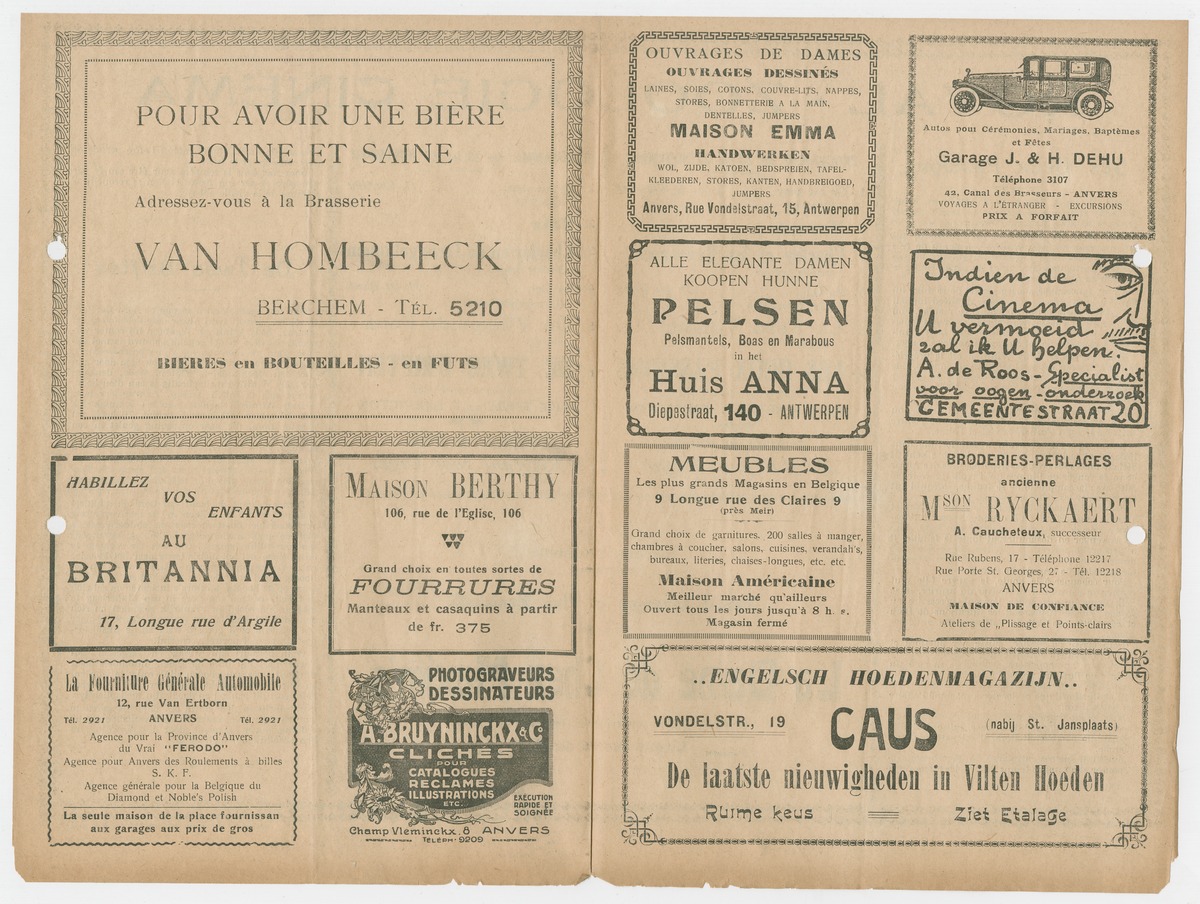 POUR AVOIR UNE BIÈRE
BONNE ET SAINE
Adressez-vous à la Brasserie
VAN HOMBEECK
BERCHEM - TÉL. 5210
BIERES en BOUTEILLES - en FUTS
HABILLEZ
VOS
ENFANTS
AU
BRITANNIA
17, Longue rue d'Argile
MAISON BERTHY
106, rue de l'Eglise, 106
Grand choix en toutes sortes de
FOURRURES
Manteaux et casaquins à partir
de fr. 375
La Fourniture Générale Automobile
12, rue Van Ertborn
Tél. 2921 ANVERS Tél. 2921
Agence pour la Province d'Anvers
du Vrai "FERODO"
Agence pour Anvers des Roulements à billes
S. K. F.
Agence générale pour la Belgique du
Diamond et Noble's Polish
La seule maison de la place fournissan
aux garages aux prix de gros
PHOTOGRAVEURS
DESSINATEURS
A. BRUYNINCKX & Co
CLICHÉS
POUR
CATALOGUES
RÉCLAMES
ILLUSTRATIONS
ETC.
EXÉCUTION
RAPIDE ET
SOIGNÉE
Champ Vleminckx. 8 ANVERS
TÉLÉPH. 9209
OUVRAGES DE DAMES
OUVRAGES DESSINÉS
LAINES, SOIES, COTONS, COUVRE-LITS, NAPPES,
STORES, BONNETTERIE A LA MAIN,
DENTELLES, JUMPERS
MAISON EMMA
HANDWERKEN
WOL, ZIJDE, KATOEN, BEDSPREIEN, TAFEL-
KLEEDEREN, STORES, KANTEN, HANDBREIGOED,
JUMPERS
Anvers, Rue Vondelstraat, 15, Antwerpen
Autos pour Cérémonies, Mariages, Baptêmes
et Fêtes
Garage J. & H. DEHU
Téléphone 3107
42, Canal des Brasseurs - ANVERS
VOYAGES A L'ÉTRANGER - EXCURSIONS
PRIX A FORFAIT
ALLE ELEGANTE DAMEN
KOOPEN HUNNE
PELSEN
Pelsmantels, Boas en Marabous
in het
Huis ANNA
Diepestraat, 140 - ANTWERPEN
Indien de
Cinema
U vermoeid
zal ik U helpen.
A. de Roos - Specialist
voor oogen-onderzoek
GEMEENTESTRAAT 20
MEUBLES
Les plus grands Magasins en Belgique
9 Longue rue des Claires 9
(près Meir)
Grand choix de garnitures. 200 salles à manger,
chambres à coucher, salons, cuisines, verandah's,
bureaux, literies, chaises-longues, etc. etc.
Maison Américaine
Meilleur marché qu'ailleurs
Ouvert tous les jours jusqu'à 8 h. s.
Magasin fermé
BRODERIES-PERLAGES
ancienne
MSON RYCKAERT
A. Caucheteux, successeur
Rue Rubens, 17 - Téléphone 12217
Rue Porte St. Georges, 27 - Tél. 12218
ANVERS
MAISON DE CONFIANCE
Ateliers de „Plissage et Points-clairs
..ENGELSCH HOEDENMAGAZIJN..
VONDELSTR., 19 CAUS (nabij St. Jansplaats)
De laatste nieuwigheden in Vilten Hoeden
Ruime keus Ziet Etalage